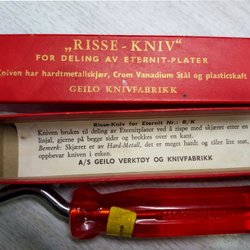 „RISSE - KNIV"
FOR DELING AV ETERNIT-PLATER
Kniven har hardtmetallskjær, Crom Vanadium Stål og plasticskaft
GEILO KNIVFABRIKK
Risse-Kniv for Eternit Nr.: R/K
Kniven brukes til deling av Eternitplater ved å risse med skjæret etter en
linjal, gjerne på begge sider og brekkes over en kant.
Bemerk: Skjæret er av Hard-Metall, det er meget hårdt og tåler lite støt,
oppbevar kniven i esken.
A/S GEILO VERKTOY OG KNIVFABRIKK